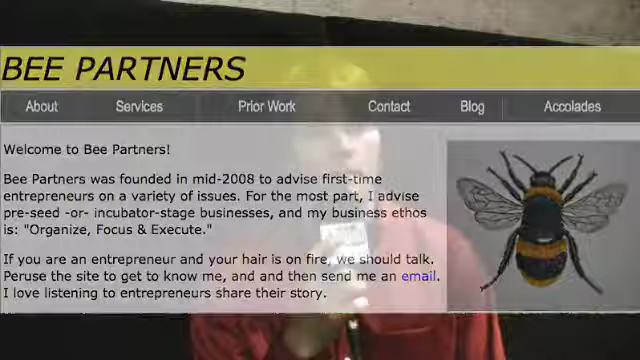 BEE PARTNERS
About Services Prior Work Contact Blog Accolades
Welcome to Bee Partners!
Bee Partners was founded in mid-2008 to advise first-time
entrepreneurs on a variety of issues. For the most part, I advise
pre-seed -or- incubator-stage businesses, and my business ethos
is: "Organize, Focus & Execute."
If you are an entrepreneur and your hair is on fire, we should talk.
Peruse the site to get to know me, and and then send me an email.
I love listening to entrepreneurs share their story.